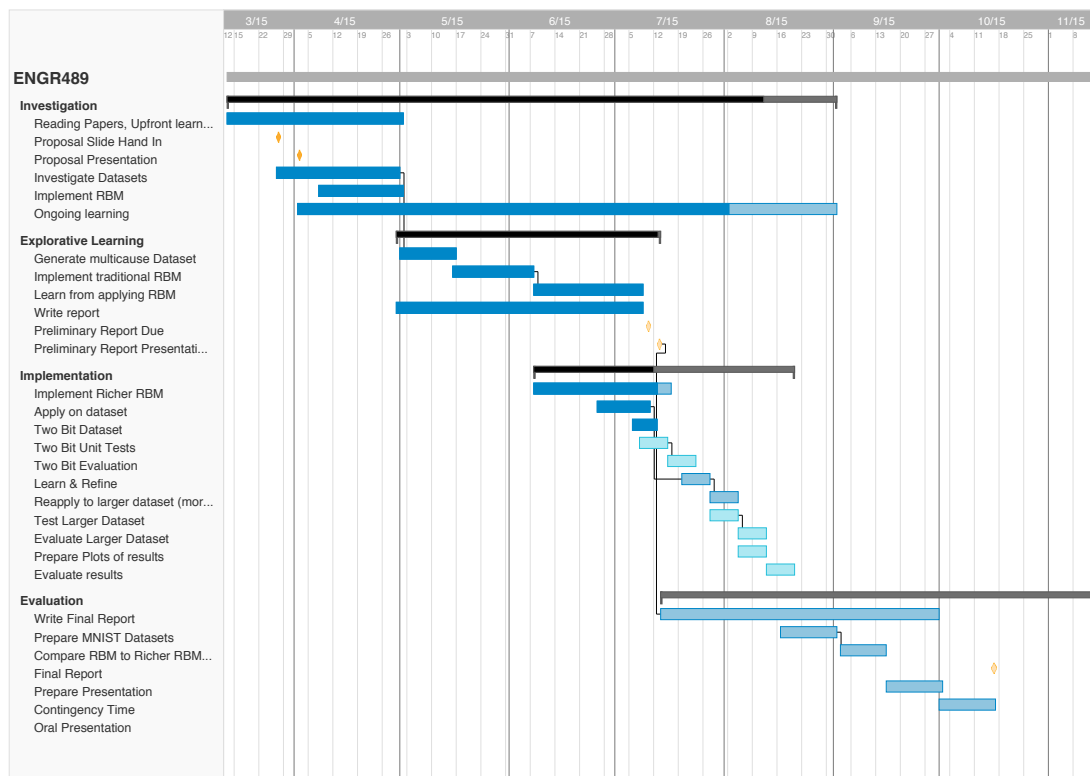 3/15 4/15 5/15 6/15 7/15 8/15 9/15 10/15 11/15
12 15 22 29 5 12 19 26 3 10 17 24 31 7 14 21 28 5 12 19 26 2 9 16 23 30 6 13 20 27 4 11 18 25 1 8
ENGR489
Investigation
Reading Papers, Upfront learn...
Proposal Slide Hand In
Proposal Presentation
Investigate Datasets
Implement RBM
Ongoing learning
Explorative Learning
Generate multicause Dataset
Implement traditional RBM
Learn from applying RBM
Write report
Preliminary Report Due
Preliminary Report Presentati...
Implementation
Implement Richer RBM
Apply on dataset
Two Bit Dataset
Two Bit Unit Tests
Two Bit Evaluation
Learn & Refine
Reapply to larger dataset (mor...
Test Larger Dataset
Evaluate Larger Dataset
Prepare Plots of results
Evaluate results
Evaluation
Write Final Report
Prepare MNIST Datasets
Compare RBM to Richer RBM...
Final Report
Prepare Presentation
Contingency Time
Oral Presentation